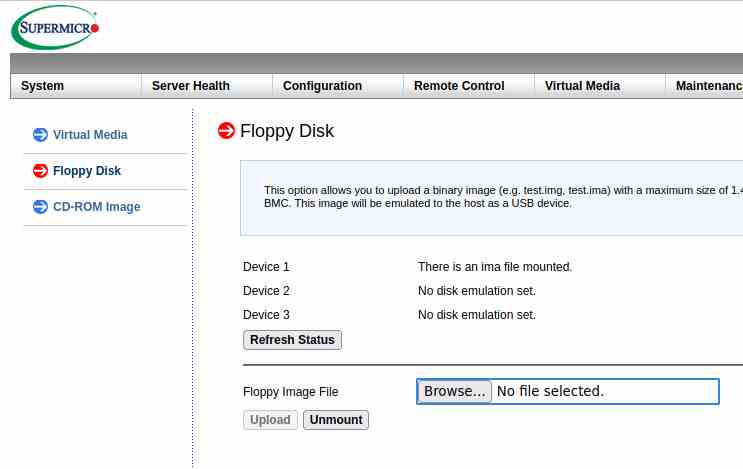 SUPERMICR
System Server Health Configuration Remote Control Virtual Media Maintenanc
Virtual Media
Floppy Disk
CD-ROM Image
Floppy Disk
This option allows you to upload a binary image (e.g. test.img, test.ima) with a maximum size of 1.4
BMC. This image will be emulated to the host as a USB device.
Device 1 There is an ima file mounted.
Device 2 No disk emulation set.
Device 3 No disk emulation set.
Refresh Status
Floppy Image File Browse... No file selected.
Upload Unmount